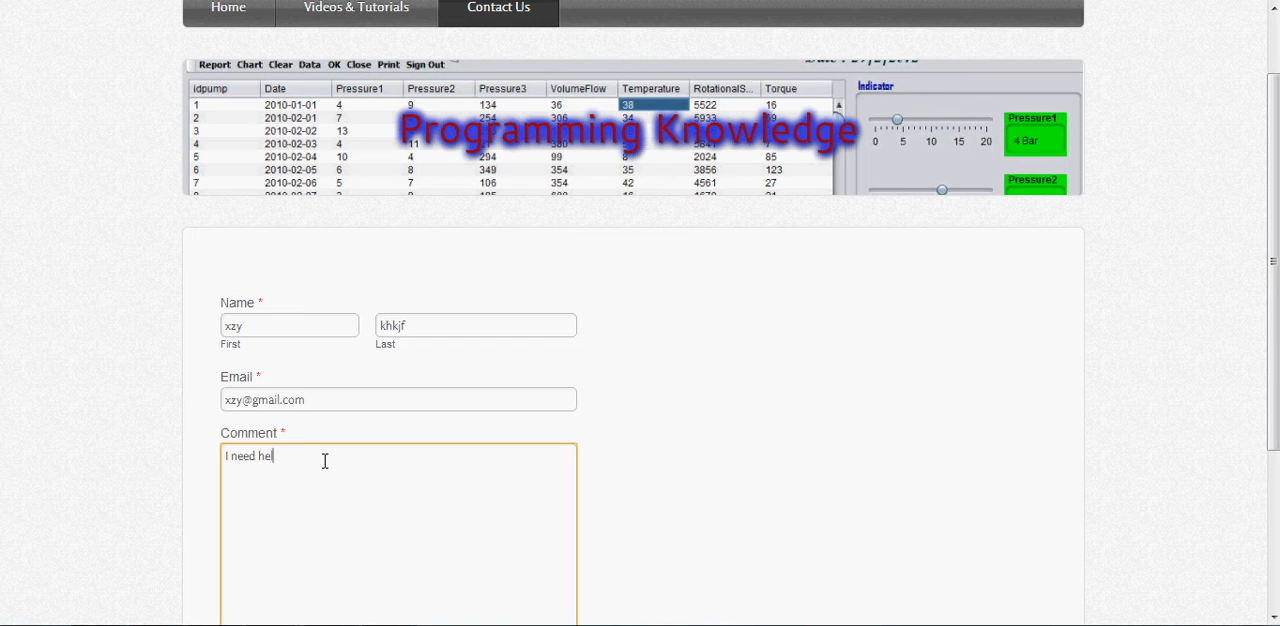 Home Videos & Tutorials Contact Us
Report Chart Clear Data OK Close Print Sign Out
Indicator
idpump Date Pressure1 Pressure2 Pressure3 VolumeFlow Temperature RotationalS... Torque
1 2010-01-01 4 9 134 36 38 5522 16
2 2010-02-01 7 254 306 34 5933
3 2010-02-02 13
4 2010-02-03 4 11
5 2010-02-04 10 4 294 99 8 2024 85
6 2010-02-05 6 8 349 354 35 3856 123
7 2010-02-06 5 7 106 354 42 4561 27
Programming Knowledge
0 5 10 15 20
Pressure1
4 Bar
Pressure2
Name *
xzy khkjf
First Last
Email *
xzy@gmail.com
Comment *
I need hel